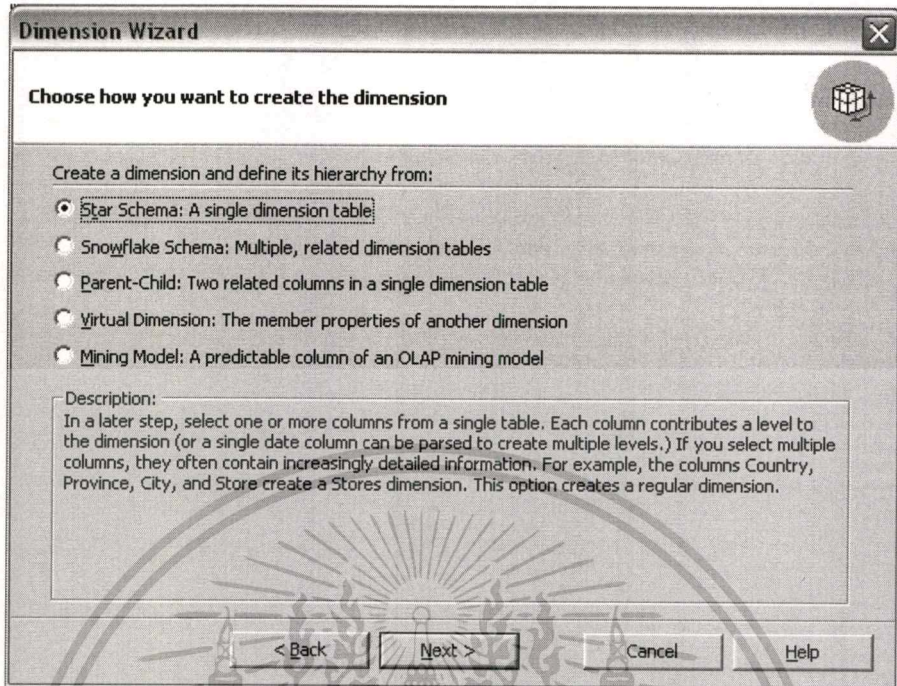 Dimension Wizard
Choose how you want to create the dimension
Create a dimension and define its hierarchy from:
Star Schema: A single dimension table
Snowflake Schema: Multiple, related dimension tables
Parent-Child: Two related columns in a single dimension table
Virtual Dimension: The member properties of another dimension
Mining Model: A predictable column of an OLAP mining model
Description:
In a later step, select one or more columns from a single table. Each column contributes a level to
the dimension (or a single date column can be parsed to create multiple levels.) If you select multiple
columns, they often contain increasingly detailed information. For example, the columns Country,
Province, City, and Store create a Stores dimension. This option creates a regular dimension.
< Back Next > Cancel Help